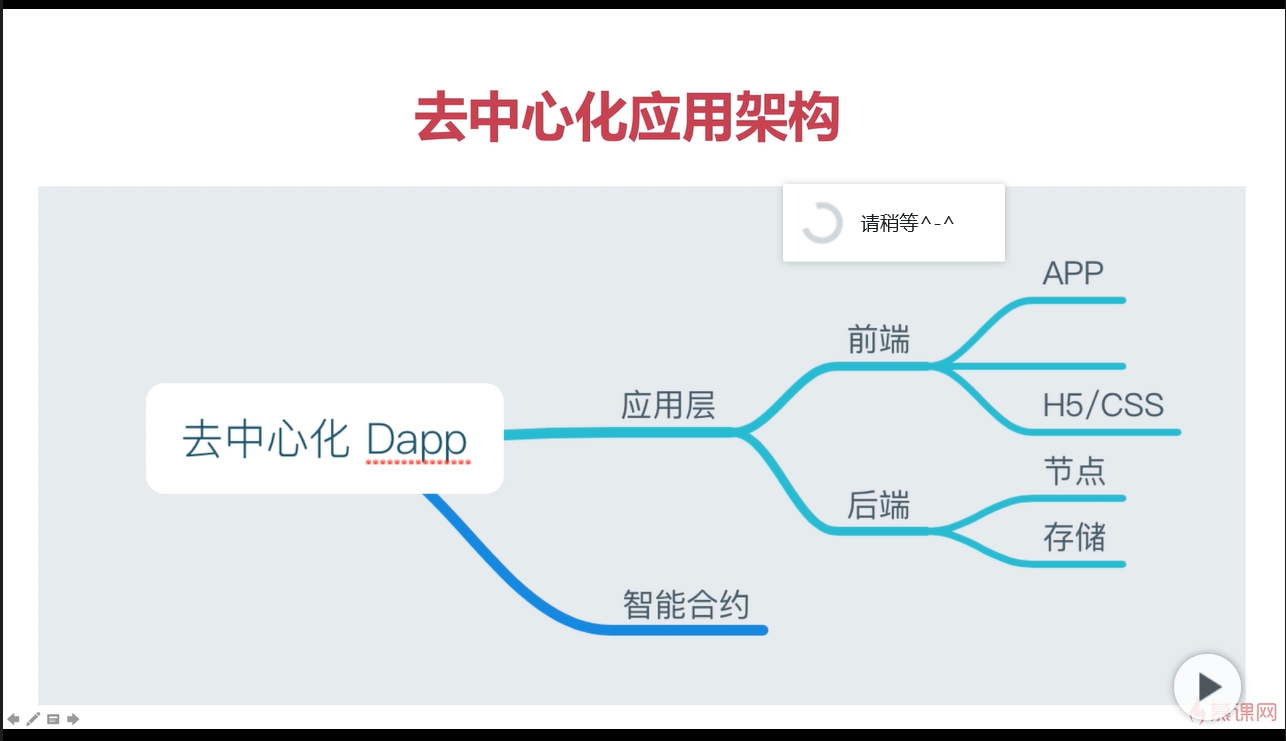 去中心化应用架构
请稍等^-^
APP
前端
应用层
H5/CSS
去中心化 Dapp
节点
后端
存储
智能合约
慕课网